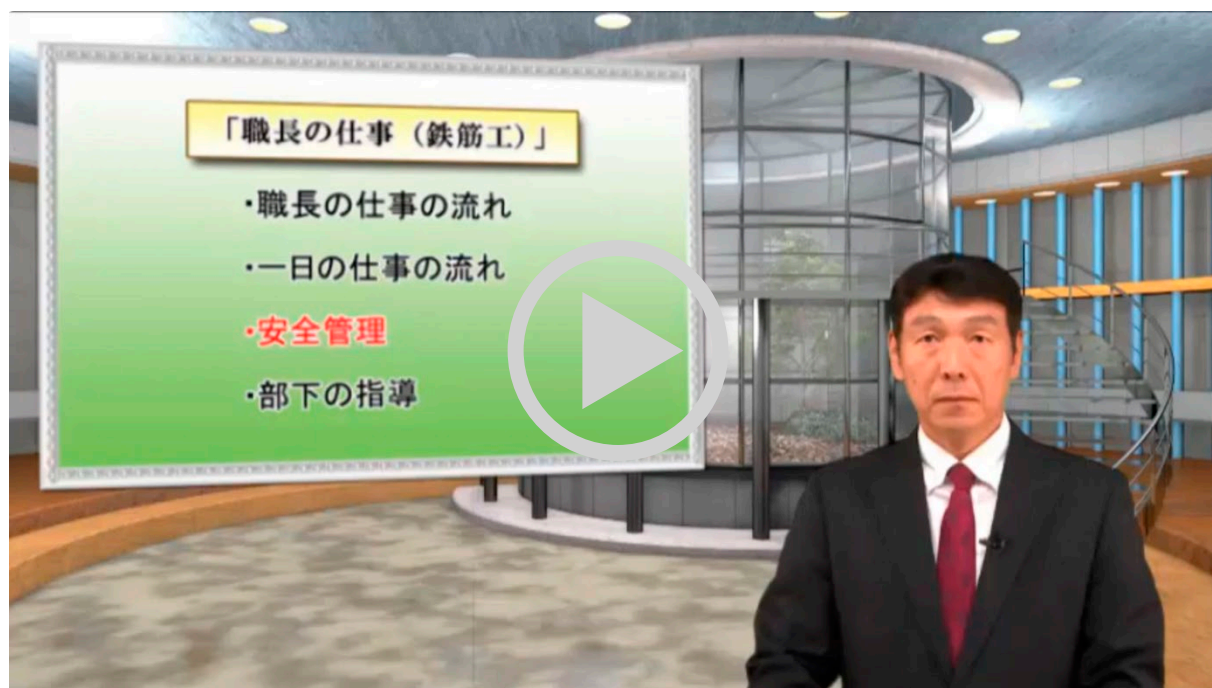 「職長の仕事（鉄筋工）」
・職長の仕事の流れ
・一日の仕事の流れ
・安全管理
・部下の指導